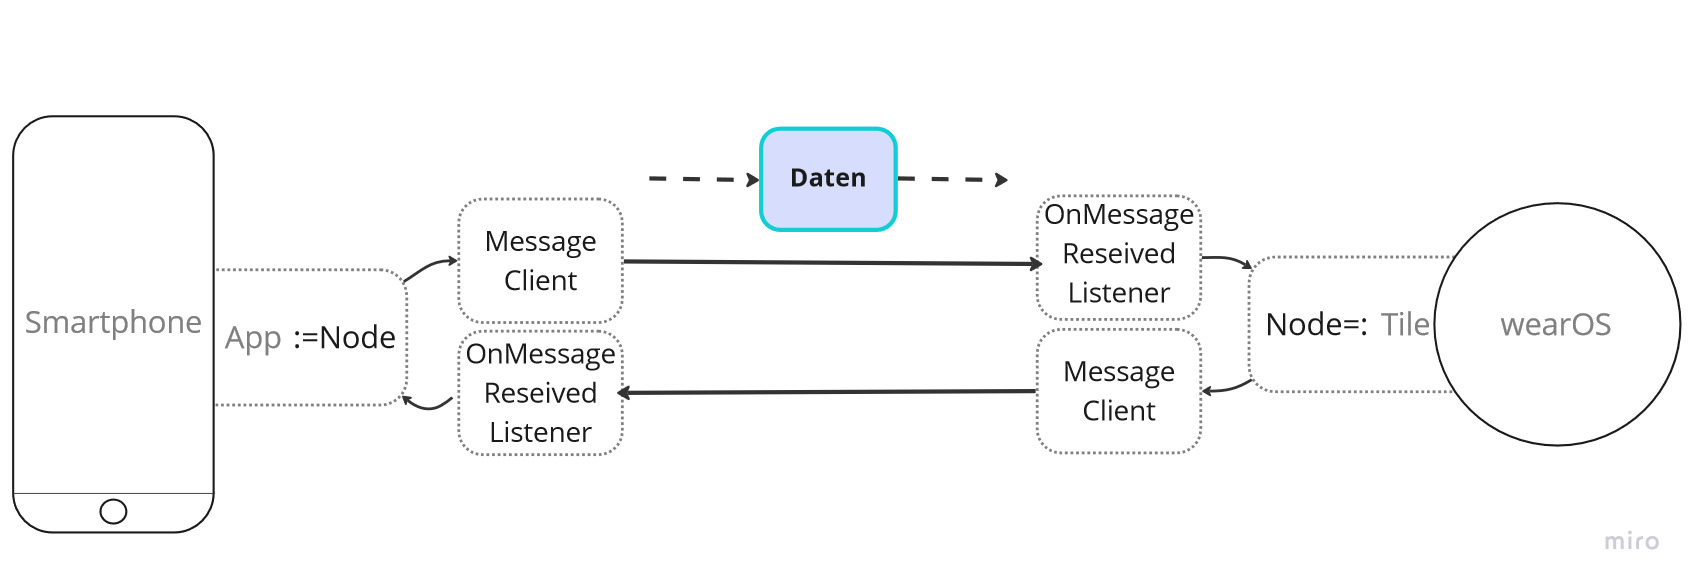 Daten
Smartphone
App :=Node
Message
Client
OnMessage
Reseived
Listener
OnMessage
Reseived
Listener
Message
Client
Node=: Tile
wearOS
miro